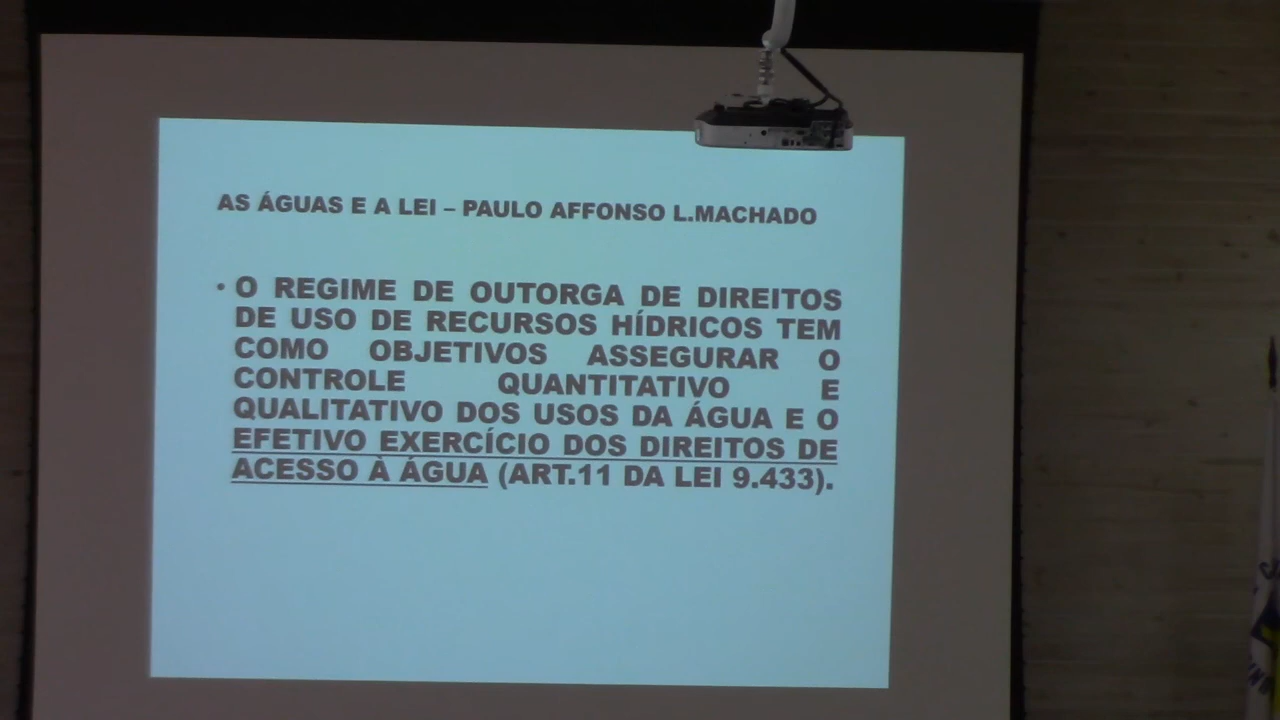 AS ÁGUAS E A LEI – PAULO AFFONSO L.MACHADO
• O REGIME DE OUTORGA DE DIREITOS
DE USO DE RECURSOS HÍDRICOS TEM
COMO OBJETIVOS ASSEGURAR O
CONTROLE QUANTITATIVO E
QUALITATIVO DOS USOS DA ÁGUA E O
EFETIVO EXERCÍCIO DOS DIREITOS DE
ACESSO À ÁGUA (ART.11 DA LEI 9.433).